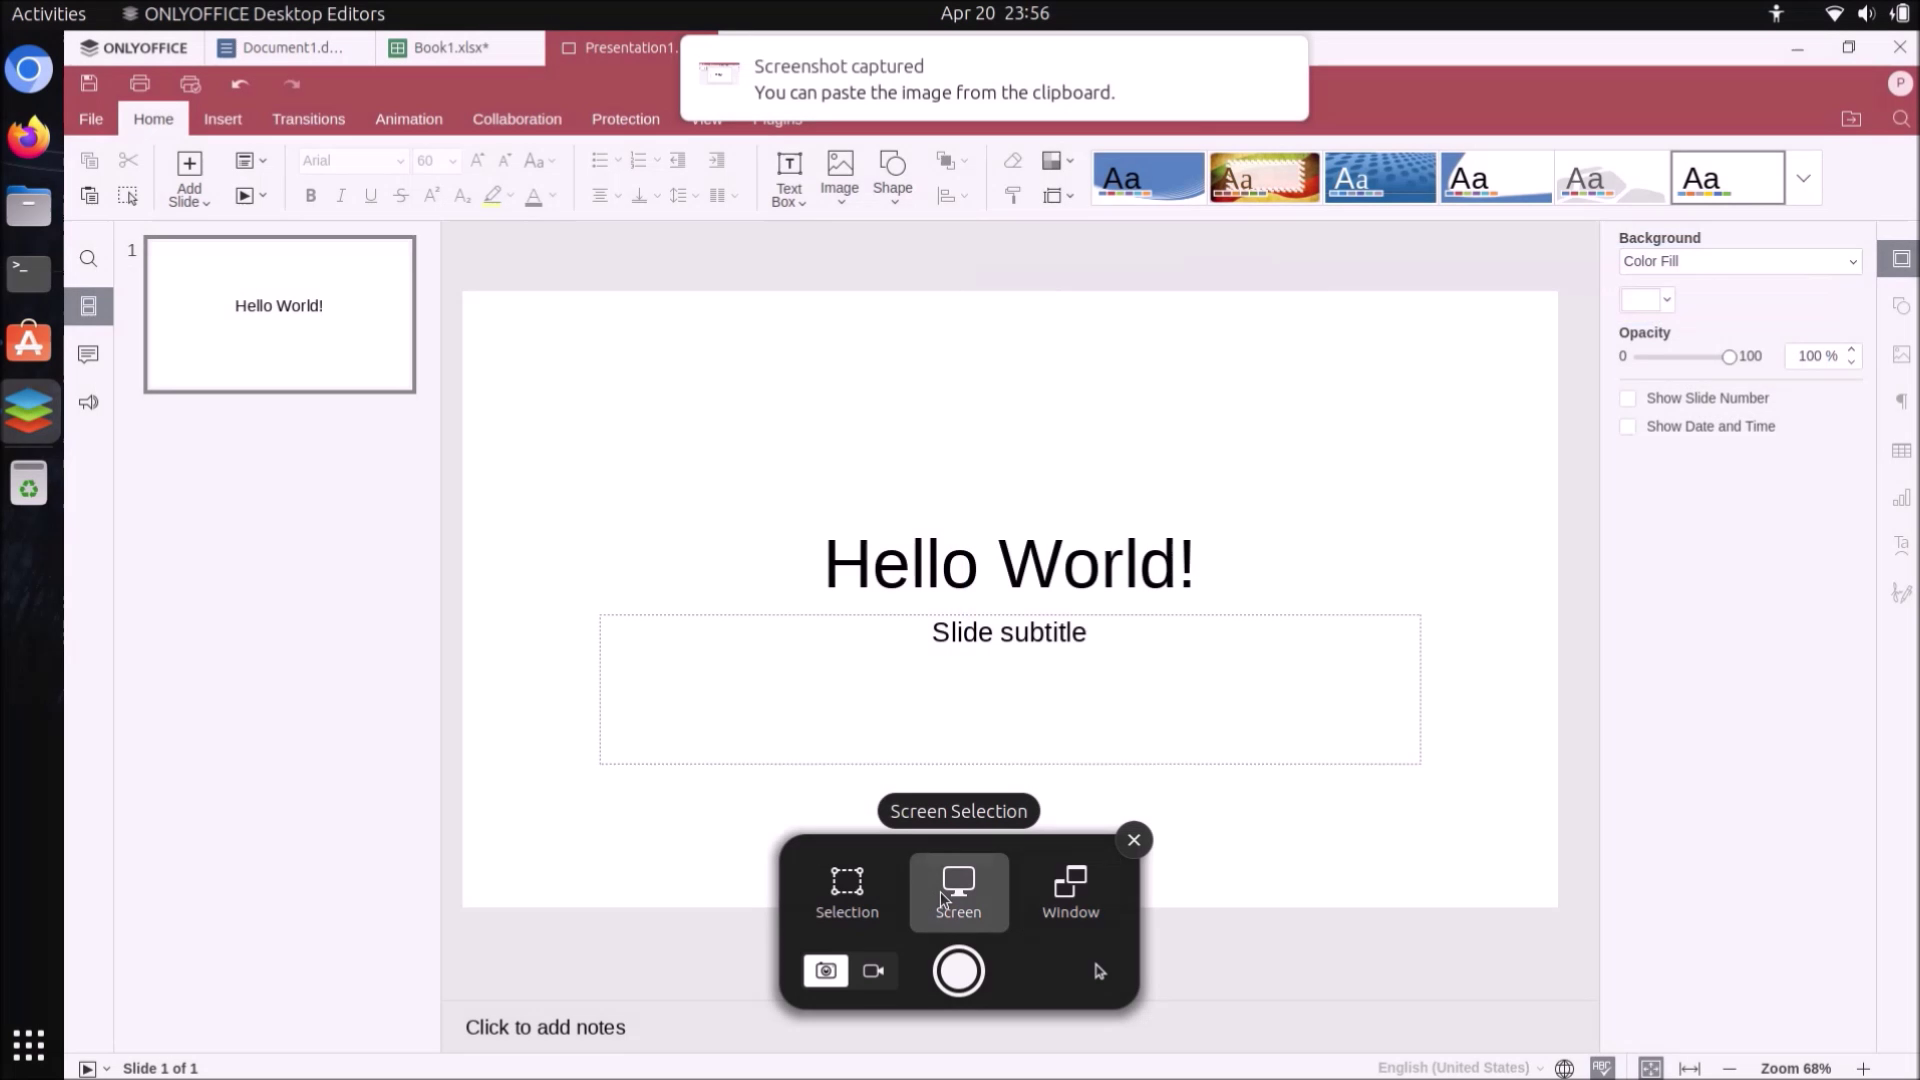 Activities ONLYOFFICE Desktop Editors Apr 20 23:56
ONLYOFFICE Document1.d... Book1.xlsx* Presentation1.
Screenshot captured
You can paste the image from the clipboard.
P
File Home Insert Transitions Animation Collaboration Protection View Plugins
Arial 60 Aa
Add Slide
B I U S A A A
Text Box Image Shape
Aa Aa Aa Aa Aa Aa
1
Hello World!
Background
Color Fill
Opacity
0 100 100 %
Show Slide Number
Show Date and Time
Hello World!
Slide subtitle
Screen Selection
Selection Screen Window
Click to add notes
Slide 1 of 1 English (United States) ABC Zoom 68%